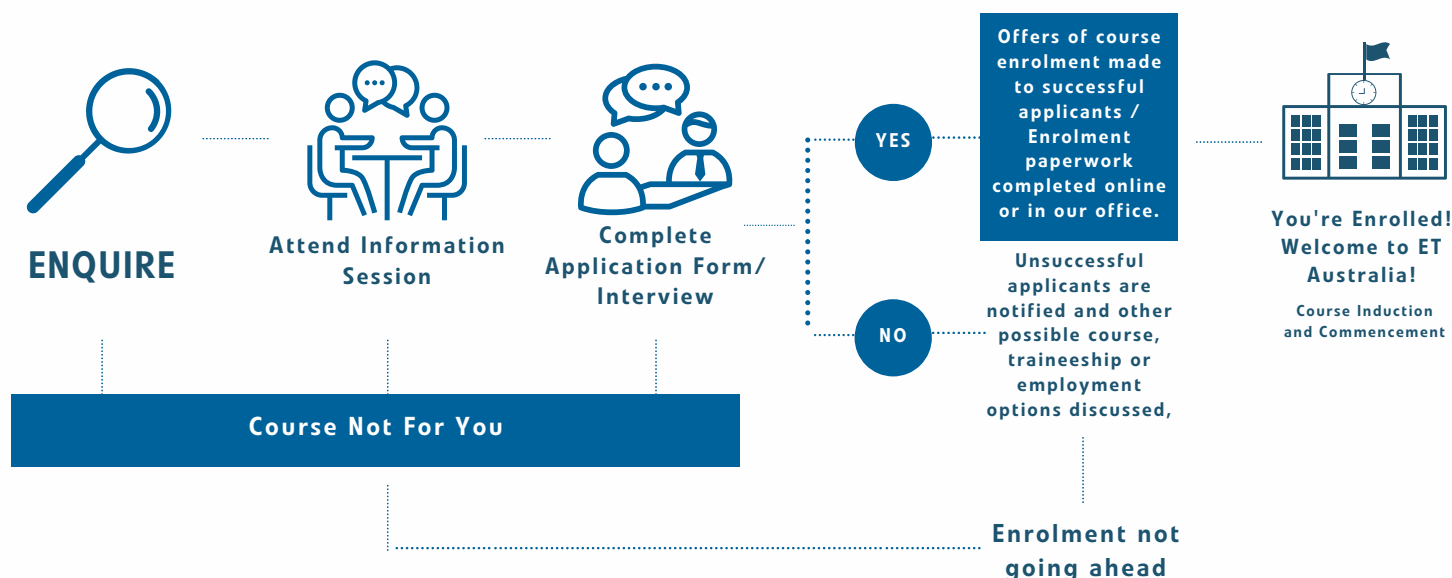 ENQUIRE
Attend Information
Session
Complete
Application Form/
Interview
YES
Offers of course
enrolment made
to successful
applicants /
Enrolment
paperwork
completed online
or in our office.
NO
Unsuccessful
applicants are
notified and other
possible course,
traineeship or
employment
options discussed,
You're Enrolled!
Welcome to ET
Australia!
Course Induction
and Commencement
Course Not For You
Enrolment not
going ahead